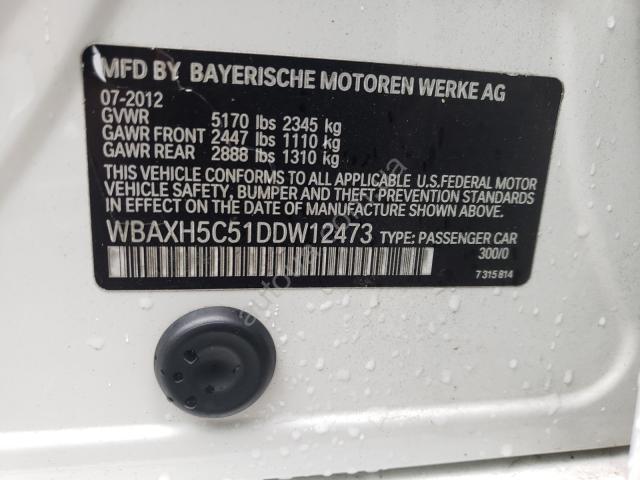 MFD BY BAYERISCHE MOTOREN WERKE AG
07-2012
GVWR 5170 lbs 2345 kg
GAWR FRONT 2447 lbs 1110 kg
GAWR REAR 2888 lbs 1310 kg
THIS VEHICLE CONFORMS TO ALL APPLICABLE U.S. FEDERAL MOTOR
VEHICLE SAFETY, BUMPER AND THEFT PREVENTION STANDARDS
IN EFFECT ON THE DATE OF MANUFACTURE SHOWN ABOVE.
WBAXH5C51DDW12473 TYPE: PASSENGER CAR
300/0
7 315 814